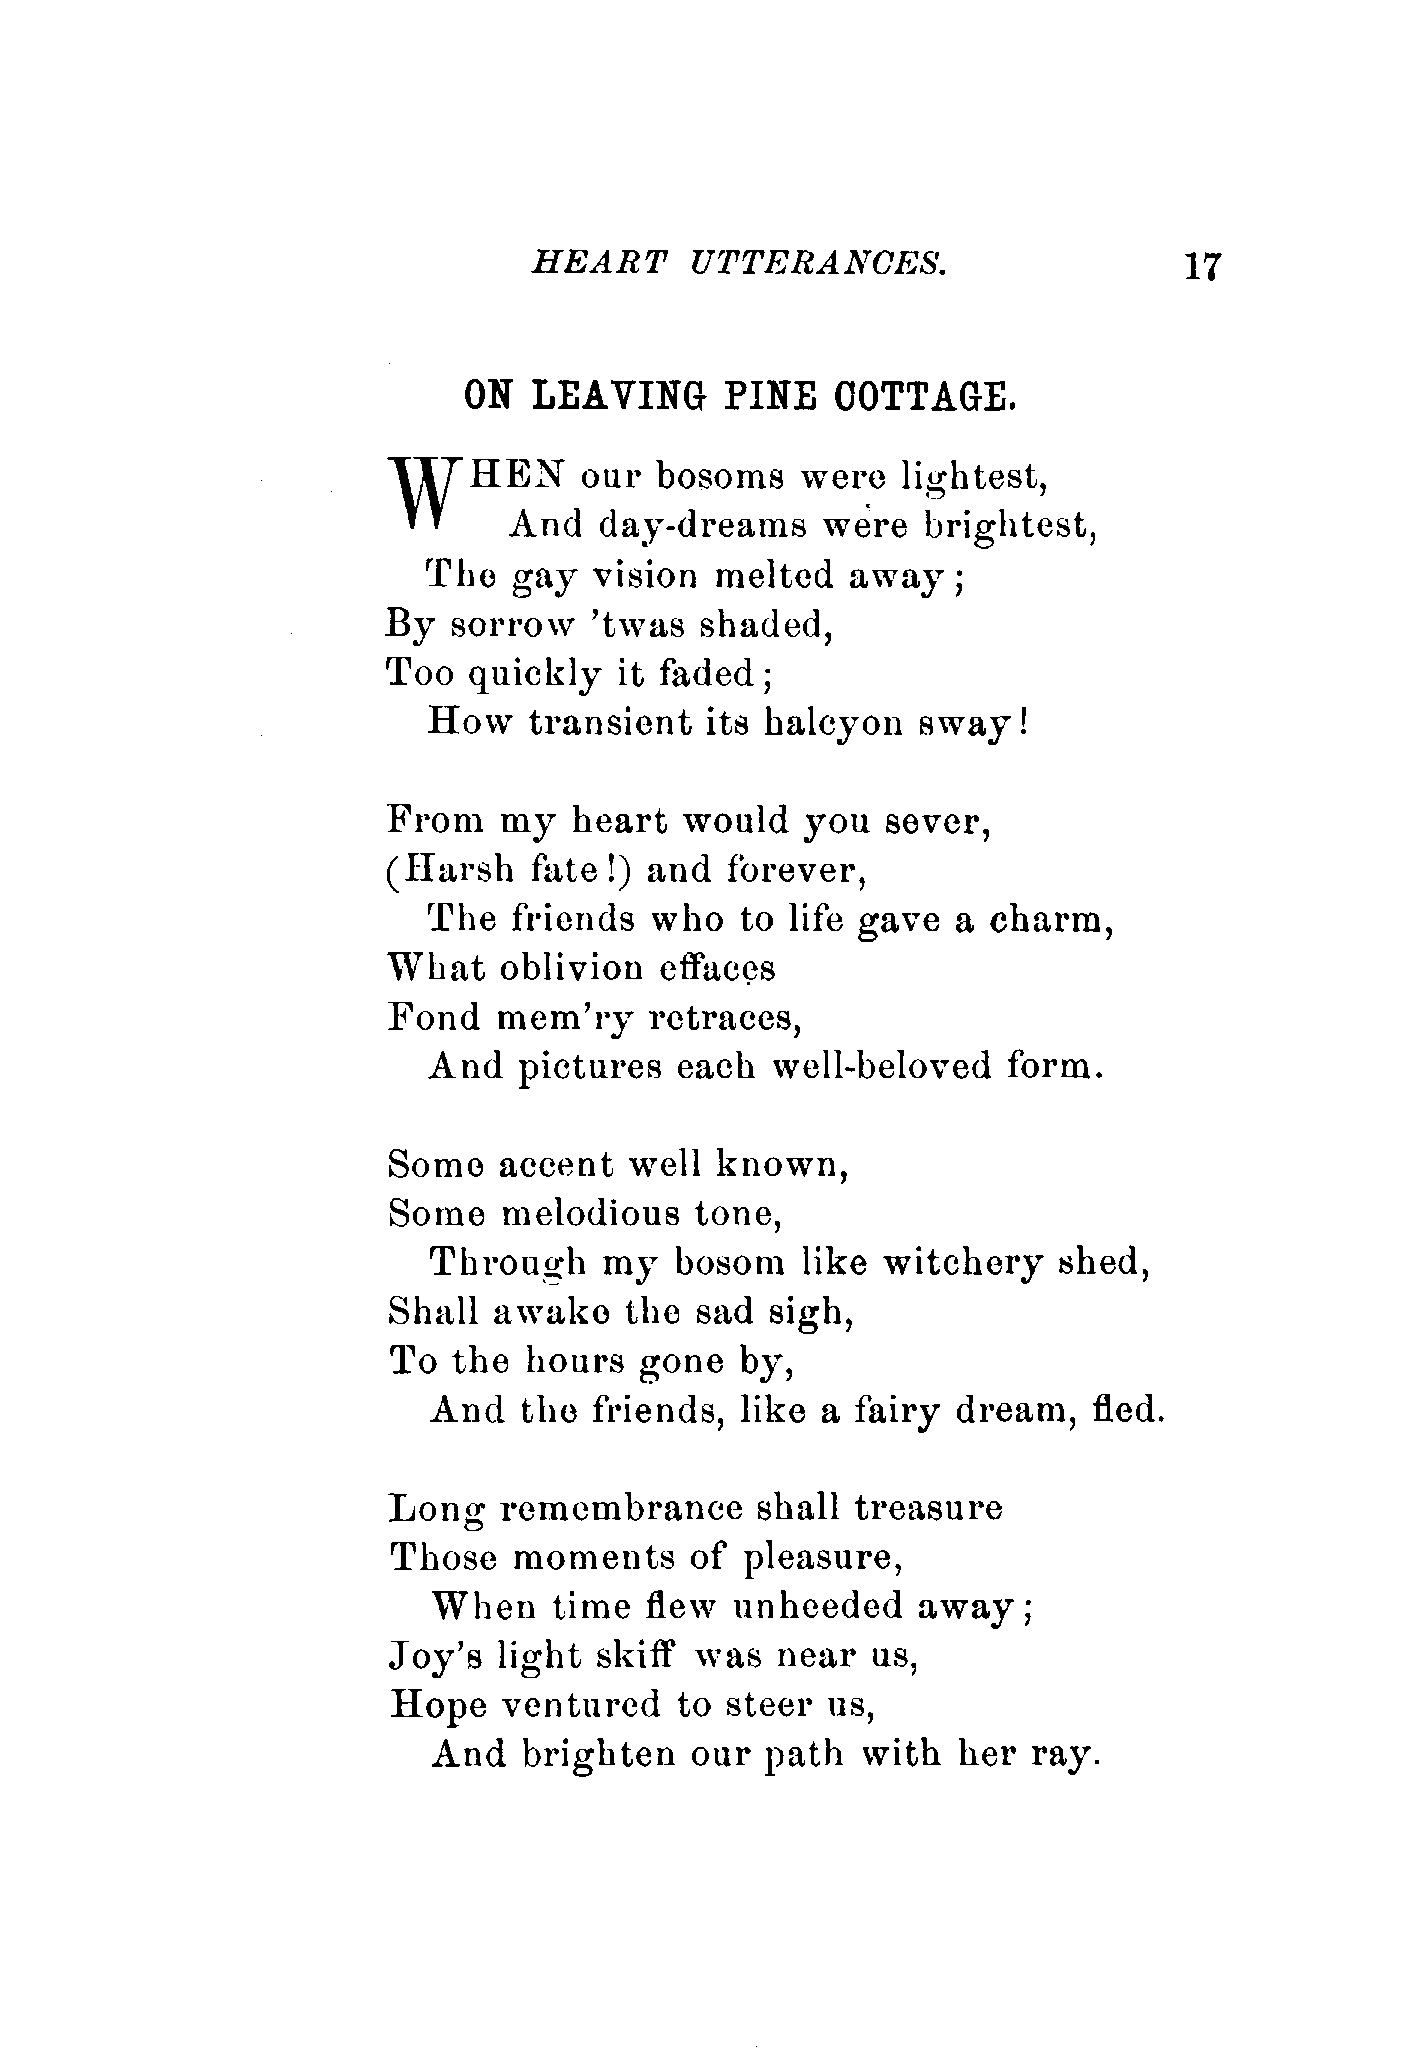 HEART UTTERANCES. 17
ON LEAVING PINE COTTAGE.
WHEN our bosoms were lightest,
And day-dreams were brightest,
The gay vision melted away;
By sorrow 'twas shaded,
Too quickly it faded;
How transient its halcyon sway!
From my heart would you sever,
(Harsh fate!) and forever,
The friends who to life gave a charm,
What oblivion effaces
Fond mem'ry retraces,
And pictures each well-beloved form.
Some accent well known,
Some melodious tone,
Through my bosom like witchery shed,
Shall awake the sad sigh,
To the hours gone by,
And the friends, like a fairy dream, fled.
Long remembrance shall treasure
Those moments of pleasure,
When time flew unheeded away;
Joy's light skiff was near us,
Hope ventured to steer us,
And brighten our path with her ray.